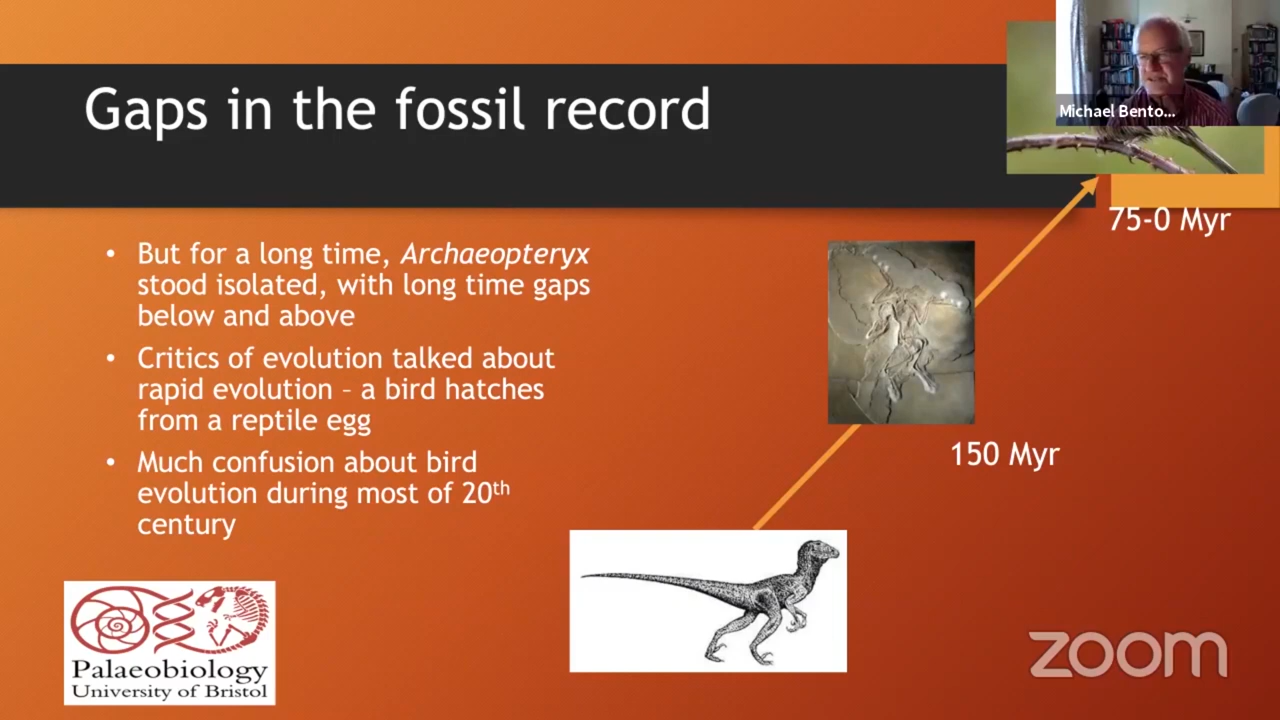 Gaps in the fossil record
Michael Bento...
75-0 Myr
• But for a long time, Archaeopteryx
stood isolated, with long time gaps
below and above
• Critics of evolution talked about
rapid evolution – a bird hatches
from a reptile egg
• Much confusion about bird
evolution during most of 20th
century
150 Myr
Palaeobiology
University of Bristol
zoom